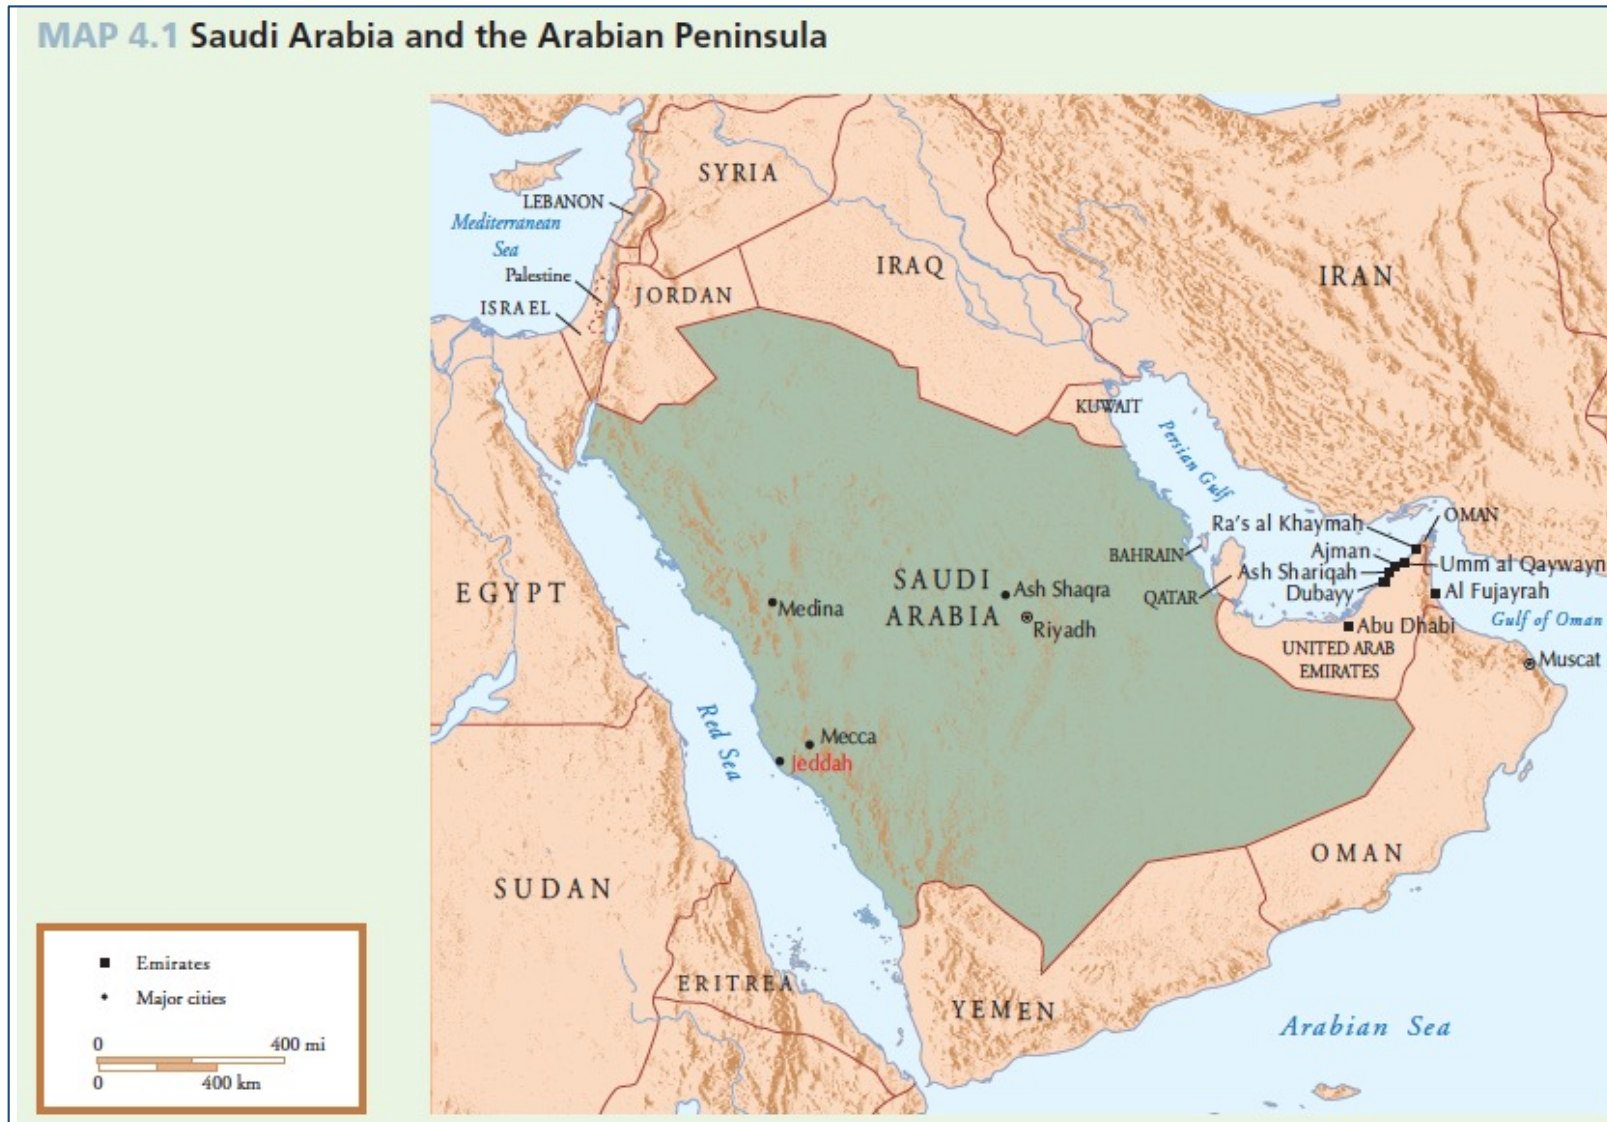 MAP 4.1 Saudi Arabia and the Arabian Peninsula
SYRIA
LEBANON
Mediterranean
Sea
Palestine
ISRAEL
JORDAN
IRAQ
IRAN
KUWAIT
Persian Gulf
Ra's al Khaymah
OMAN
Ajman
BAHRAIN
Umm al Qaywayn
Ash Shariqah
EGYPT
SAUDI
ARABIA
Ash Shaqra
QATAR
Dubayy
Al Fujayrah
Medina
Riyadh
Abu Dhabi
Gulf of Oman
UNITED ARAB
EMIRATES
Muscat
Red Sea
Mecca
Jeddah
OMAN
SUDAN
ERITREA
YEMEN
Arabian Sea
Emirates
Major cities
0 400 mi
0 400 km